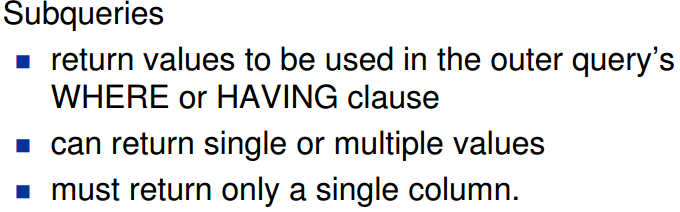 Subqueries
▪ return values to be used in the outer query’s
WHERE or HAVING clause
▪ can return single or multiple values
▪ must return only a single column.